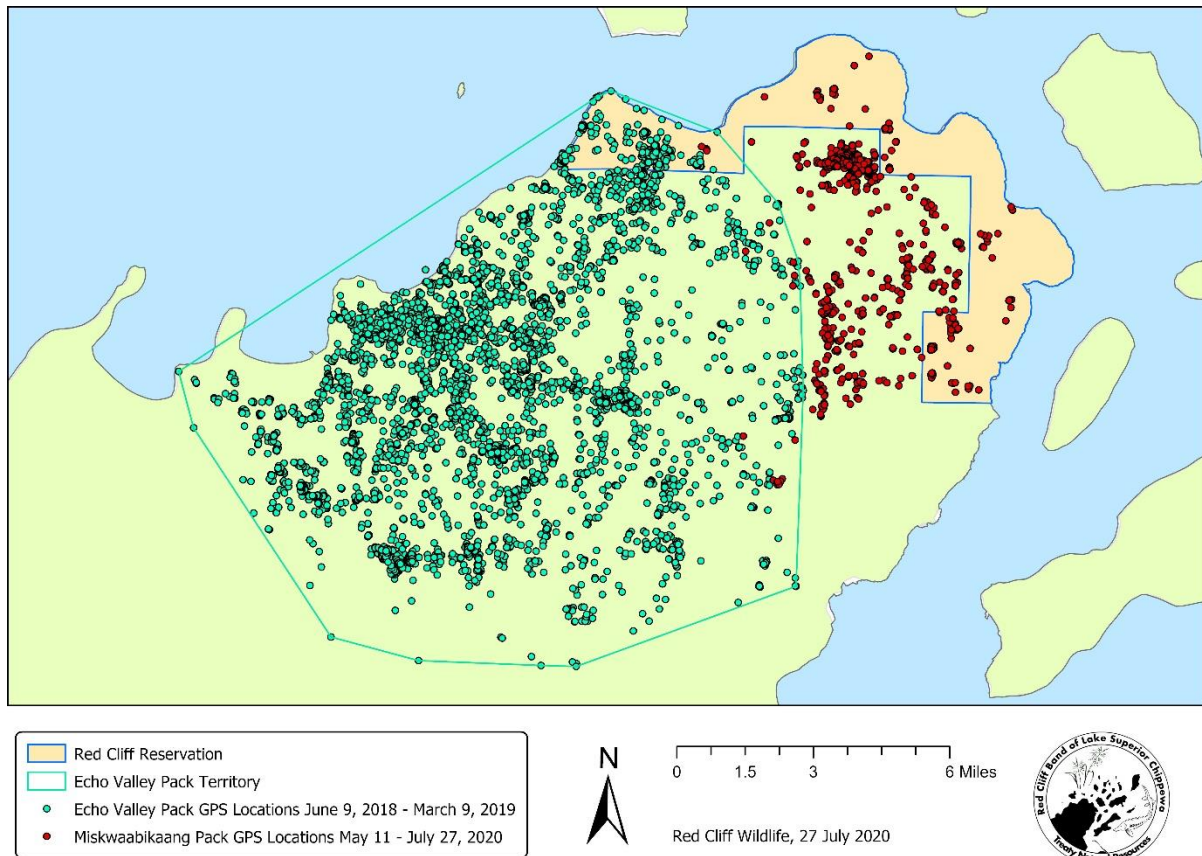 Red Cliff Reservation
Echo Valley Pack Territory
Echo Valley Pack GPS Locations June 9, 2018 - March 9, 2019
Miskwaabikaang Pack GPS Locations May 11 - July 27, 2020
N
0 1.5 3 6 Miles
Red Cliff Wildlife, 27 July 2020
Red Cliff Band of Lake Superior Chippewa
Treaty Natural Resources